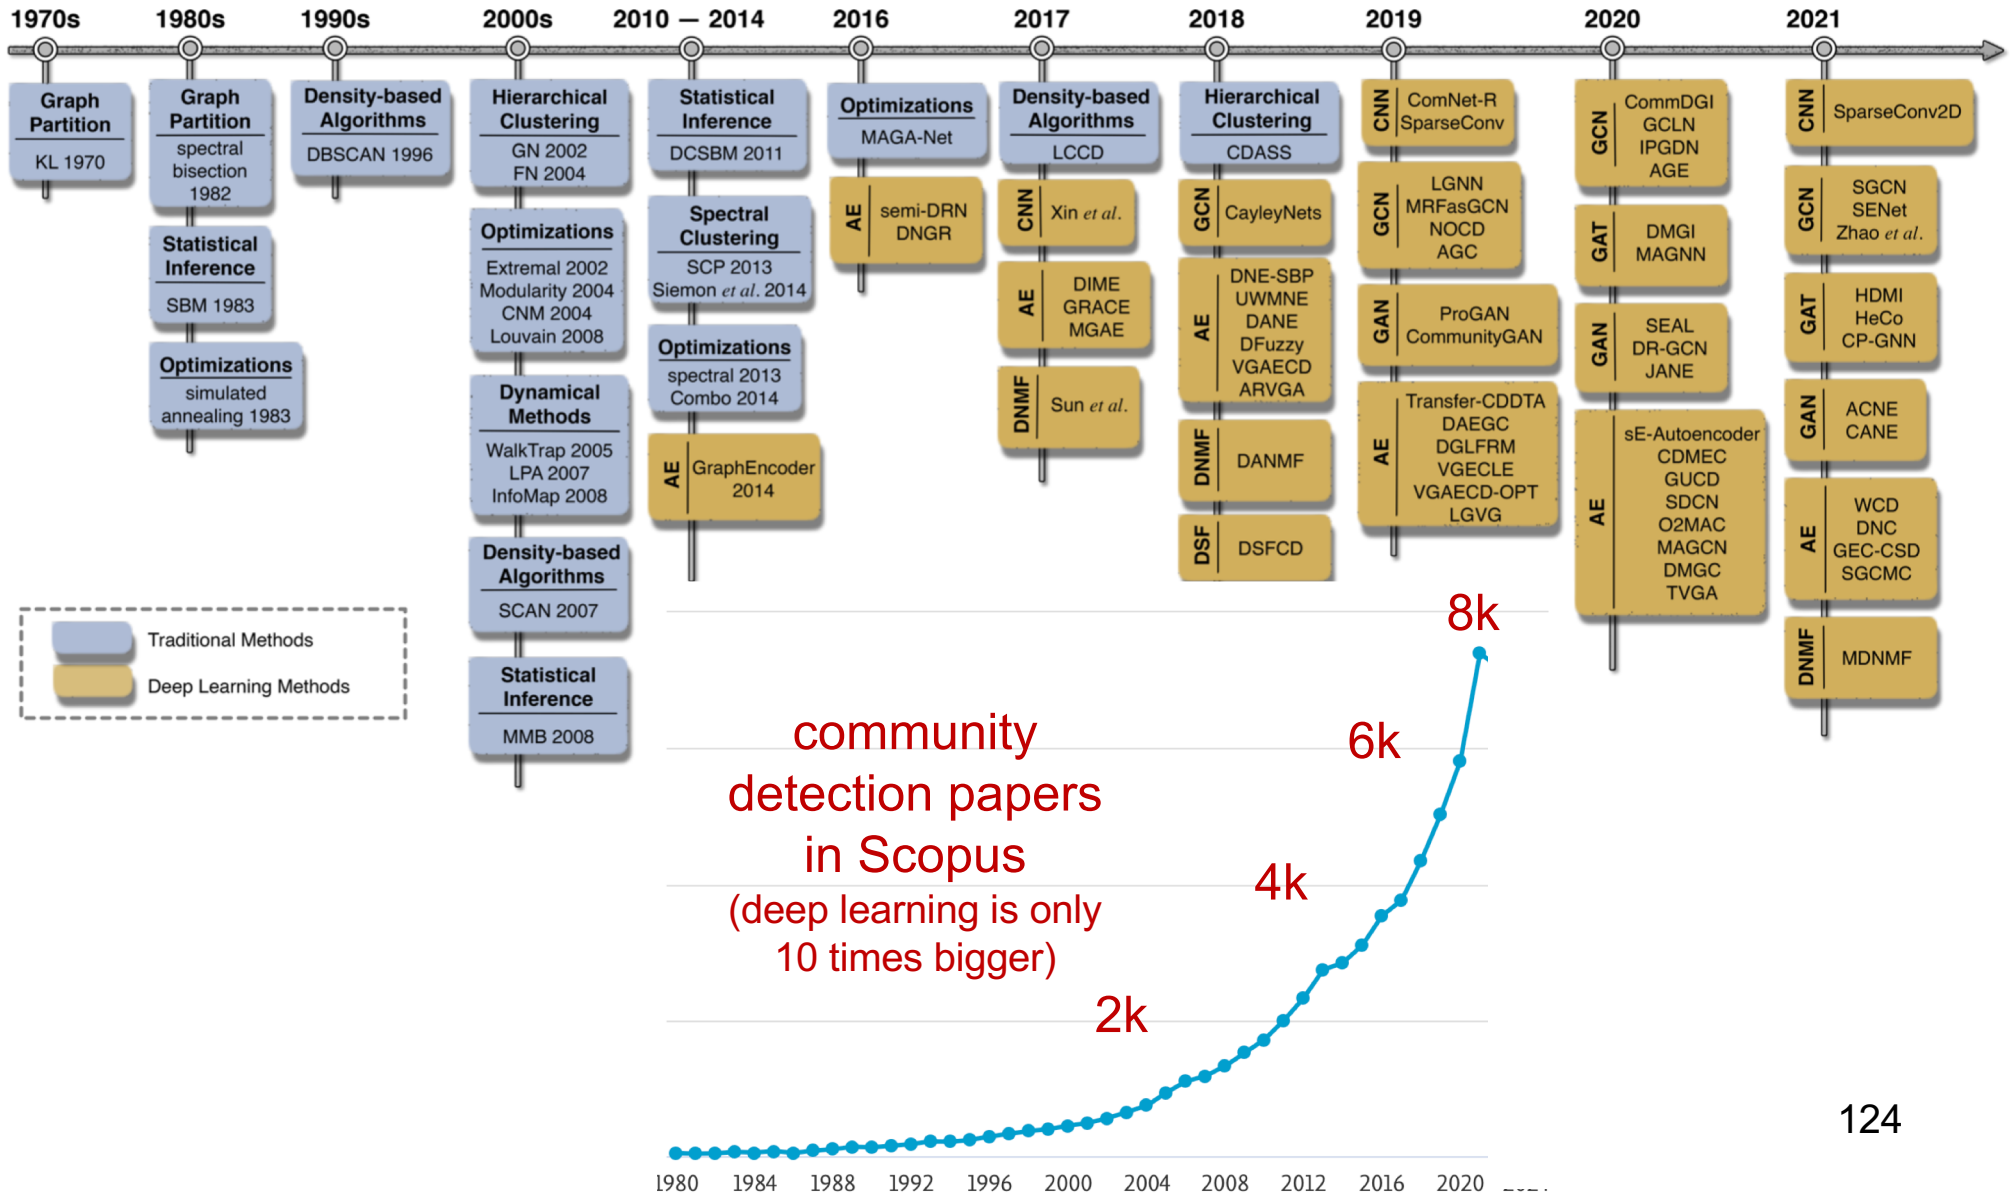 1970s
1980s
1990s
2000s
2010 — 2014
2016
2017
2018
2019
2020
2021
Graph
Partition
KL 1970
Graph
Partition
spectral
bisection
1982
Statistical
Inference
SBM 1983
Optimizations
simulated
annealing 1983
Density-based
Algorithms
DBSCAN 1996
Hierarchical
Clustering
GN 2002
FN 2004
Optimizations
Extremal 2002
Modularity 2004
CNM 2004
Louvain 2008
Dynamical
Methods
WalkTrap 2005
LPA 2007
InfoMap 2008
Density-based
Algorithms
SCAN 2007
Statistical
Inference
MMB 2008
Statistical
Inference
DCSBM 2011
Spectral
Clustering
SCP 2013
Siemon et al. 2014
Optimizations
spectral 2013
Combo 2014
AE
GraphEncoder
2014
Optimizations
MAGA-Net
AE
semi-DRN
DNGR
Density-based
Algorithms
LCCD
CNN
Xin et al.
AE
DIME
GRACE
MGAE
DNMF
Sun et al.
Hierarchical
Clustering
CDASS
GCN
CayleyNets
AE
DNE-SBP
UWMNE
DANE
DFuzzy
VGAECD
ARVGA
DNMF
DANMF
DSF
DSFCD
CNN
ComNet-R
SparseConv
GCN
LGNN
MRFasGCN
NOCD
AGC
GAN
ProGAN
CommunityGAN
AE
Transfer-CDDTA
DAEGC
DGLFRM
VGECLE
VGAECD-OPT
LGVG
GCN
CommDGI
GCLN
IPGDN
AGE
GAT
DMGI
MAGNN
GAN
SEAL
DR-GCN
JANE
AE
sE-Autoencoder
CDMEC
GUCD
SDCN
O2MAC
MAGCN
DMGC
TVGA
CNN
SparseConv2D
GCN
SGCN
SENet
Zhao et al.
GAT
HDMI
HeCo
CP-GNN
GAN
ACNE
CANE
AE
WCD
DNC
GEC-CSD
SGCMC
DNMF
MDNMF
Traditional Methods
Deep Learning Methods
community
detection papers
in Scopus
(deep learning is only
10 times bigger)
8k
6k
4k
2k
1980
1984
1988
1992
1996
2000
2004
2008
2012
2016
2020
124